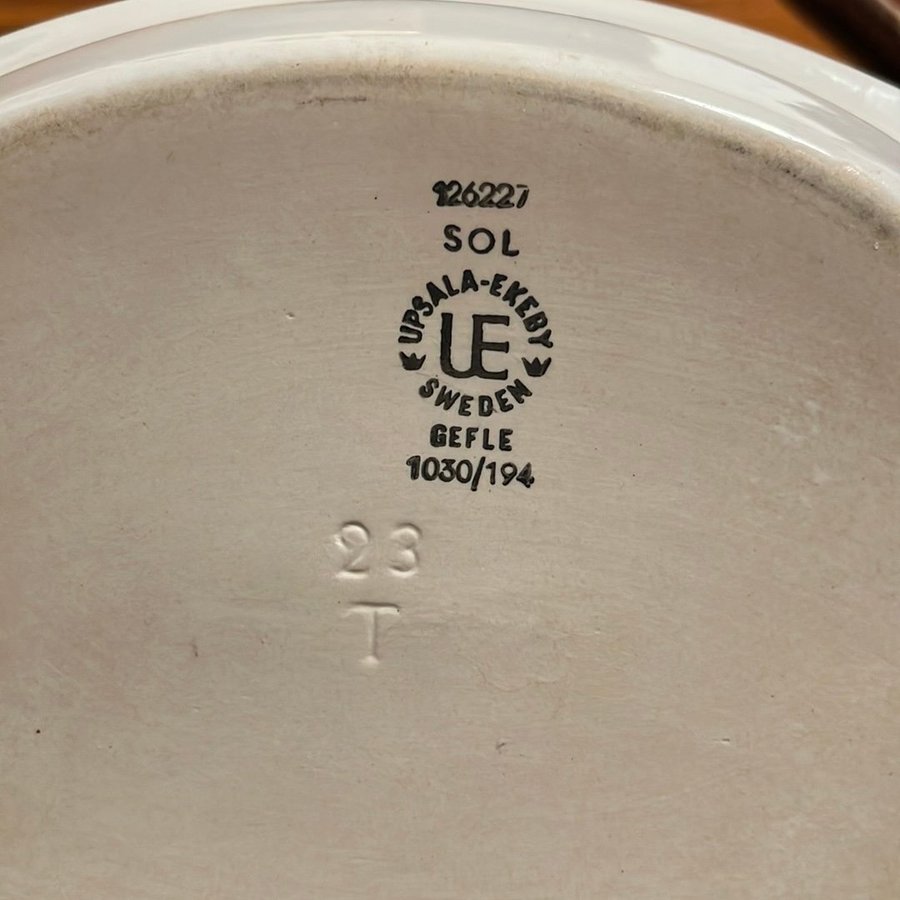 126227
SOL
UPSALA-EKEBY
UE
SWEDEN
GEFLE
1030/194
23
T